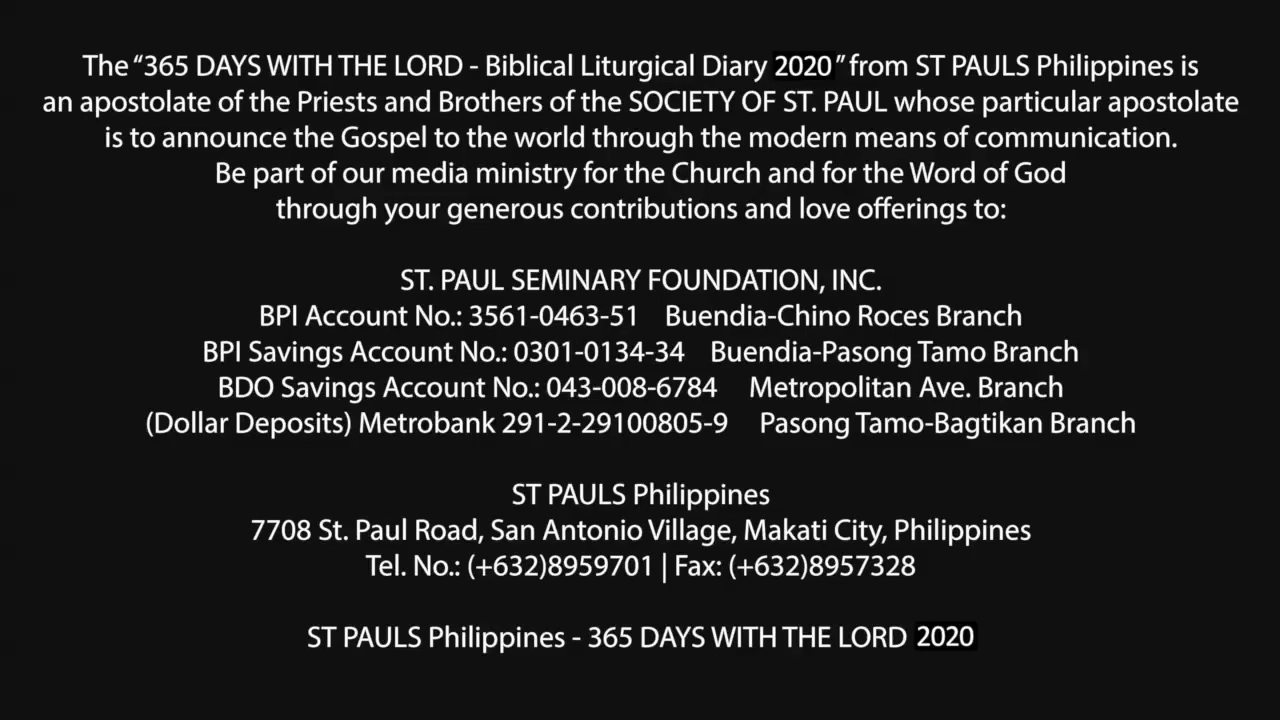 The “365 DAYS WITH THE LORD - Biblical Liturgical Diary 2020” from ST PAULS Philippines is
an apostolate of the Priests and Brothers of the SOCIETY OF ST. PAUL whose particular apostolate
is to announce the Gospel to the world through the modern means of communication.
Be part of our media ministry for the Church and for the Word of God
through your generous contributions and love offerings to:
ST. PAUL SEMINARY FOUNDATION, INC.
BPI Account No.: 3561-0463-51 Buendia-Chino Roces Branch
BPI Savings Account No.: 0301-0134-34 Buendia-Pasong Tamo Branch
BDO Savings Account No.: 043-008-6784 Metropolitan Ave. Branch
(Dollar Deposits) Metrobank 291-2-29100805-9 Pasong Tamo-Bagtikan Branch
ST PAULS Philippines
7708 St. Paul Road, San Antonio Village, Makati City, Philippines
Tel. No.: (+632)8959701 | Fax: (+632)8957328
ST PAULS Philippines - 365 DAYS WITH THE LORD 2020